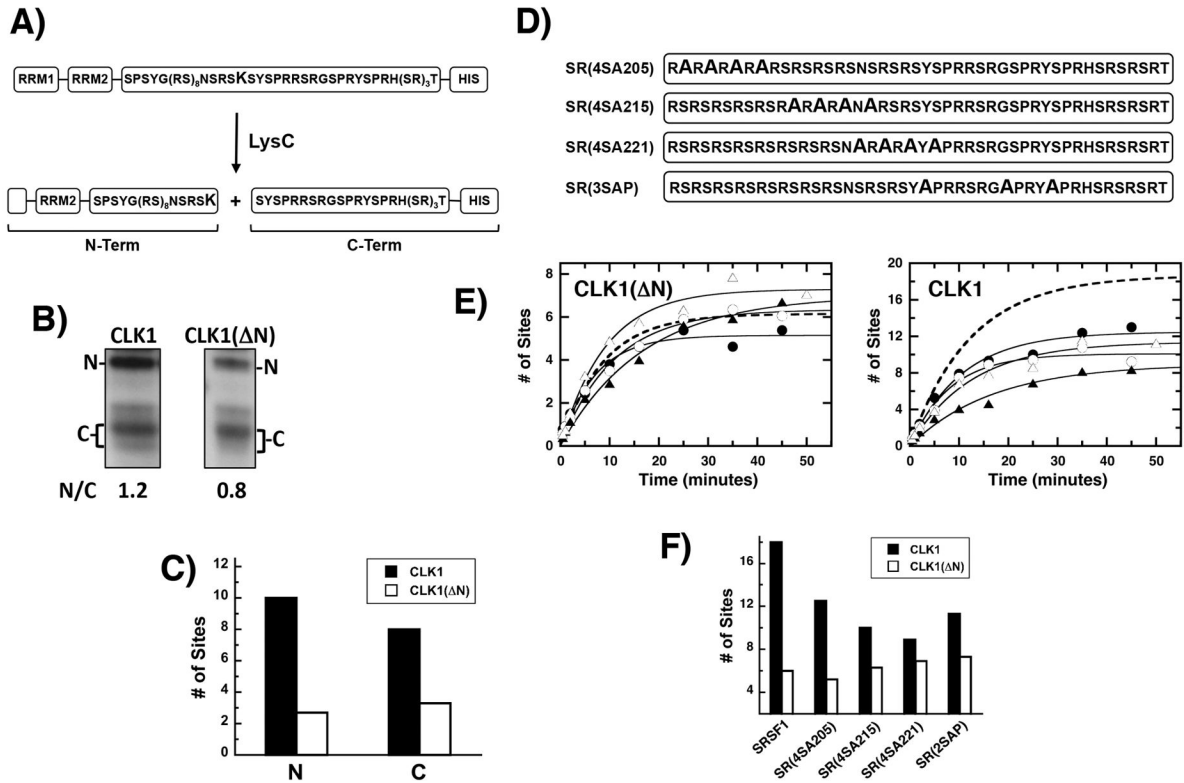 A)
RRM1 RRM2 SPSYG(RS)8NSRSKSYSPRRSRGSPRYSPRH(SR)3T HIS
LysC
RRM2 SPSYG(RS)8NSRSK + SYSPRRSRGSPRYSPRH(SR)3T HIS
N-Term C-Term
B)
CLK1 CLK1(ΔN)
N- -N
C- -C
N/C 1.2 0.8
C)
12
10
8
6
4
2
0
# of Sites
CLK1
CLK1(ΔN)
N C
D)
SR(4SA205) RARARARARSRSRSRSNSRSRSYSPRRSRGSPRYSPRHSRSRSRT
SR(4SA215) RSRSRSRSRSRARARANARSRSYSPRRSRGSPRYSPRHSRSRSRT
SR(4SA221) RSRSRSRSRSRSRSRSNARARAYAPRRSRGSPRYSPRHSRSRSRT
SR(3SAP) RSRSRSRSRSRSRSRSNSRSRSYAPRRSRGAPRYAPRHSRSRSRT
E)
CLK1(ΔN)
8
6
4
2
0
# of Sites
0 10 20 30 40 50
Time (minutes)
CLK1
20
16
12
8
4
0
# of Sites
0 10 20 30 40 50
Time (minutes)
F)
16
12
8
4
# of Sites
CLK1
CLK1(ΔN)
SRSF1
SR(4SA205)
SR(4SA215)
SR(4SA221)
SR(2SAP)